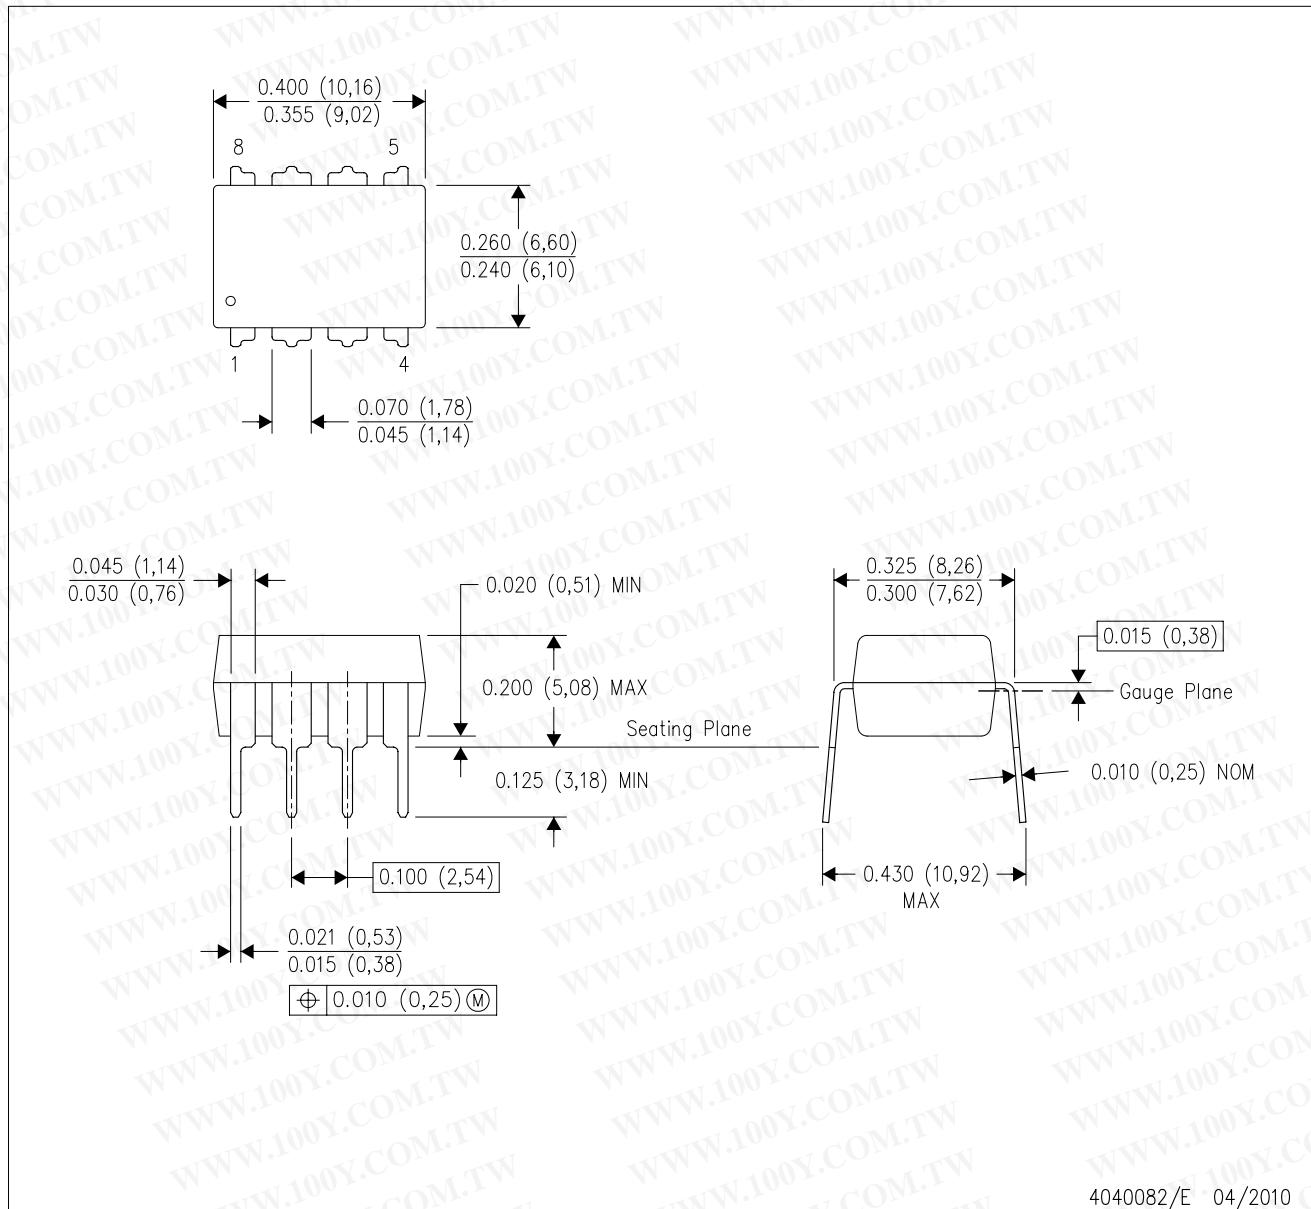 0.400 (10,16)
0.355 (9,02)
8
5
0.260 (6,60)
0.240 (6,10)
1
4
0.070 (1,78)
0.045 (1,14)
0.045 (1,14)
0.030 (0,76)
0.020 (0,51) MIN
0.325 (8,26)
0.300 (7,62)
0.015 (0,38)
0.200 (5,08) MAX
Gauge Plane
Seating Plane
0.125 (3,18) MIN
0.010 (0,25) NOM
0.100 (2,54)
0.430 (10,92)
MAX
0.021 (0,53)
0.015 (0,38)
⌖ 0.010 (0,25) Ⓜ
4040082/E 04/2010
WWW.100Y.COM.TW